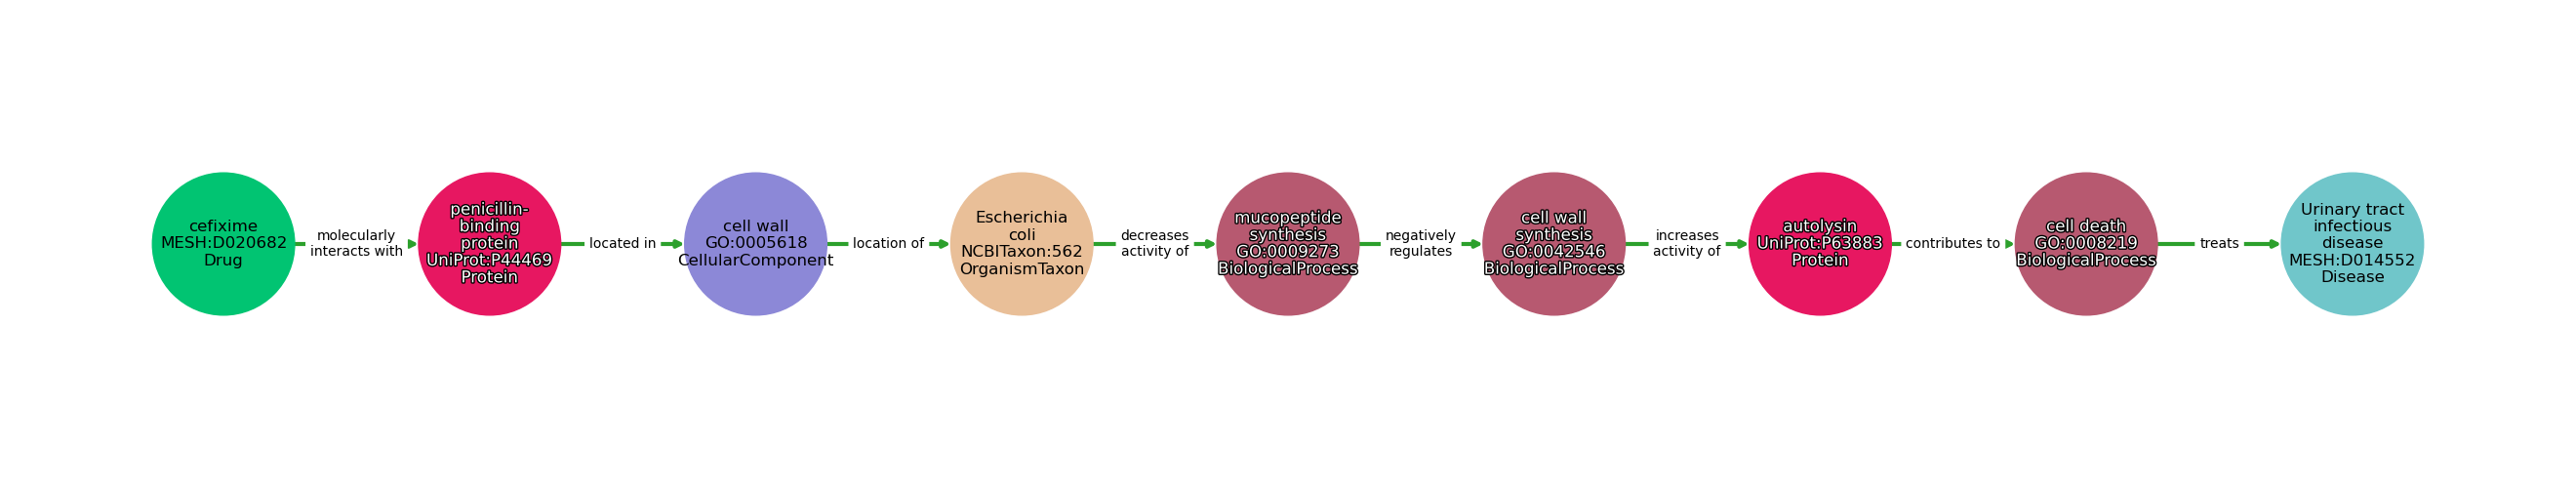 cefixime
MESH:D020682
Drug
molecularly
interacts with
penicillin-
binding
protein
UniProt:P44469
Protein
located in
cell wall
GO:0005618
CellularComponent
location of
Escherichia
coli
NCBITaxon:562
OrganismTaxon
decreases
activity of
mucopeptide
synthesis
GO:0009273
BiologicalProcess
negatively
regulates
cell wall
synthesis
GO:0042546
BiologicalProcess
increases
activity of
autolysin
UniProt:P63883
Protein
contributes to
cell death
GO:0008219
BiologicalProcess
treats
Urinary tract
infectious
disease
MESH:D014552
Disease